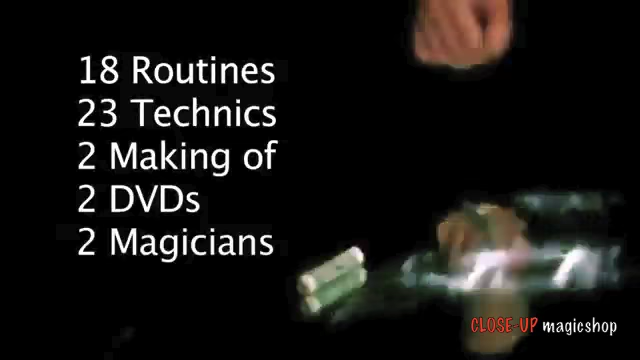 18 Routines
23 Technics
2 Making of
2 DVDs
2 Magicians
CLOSE-UP magicshop